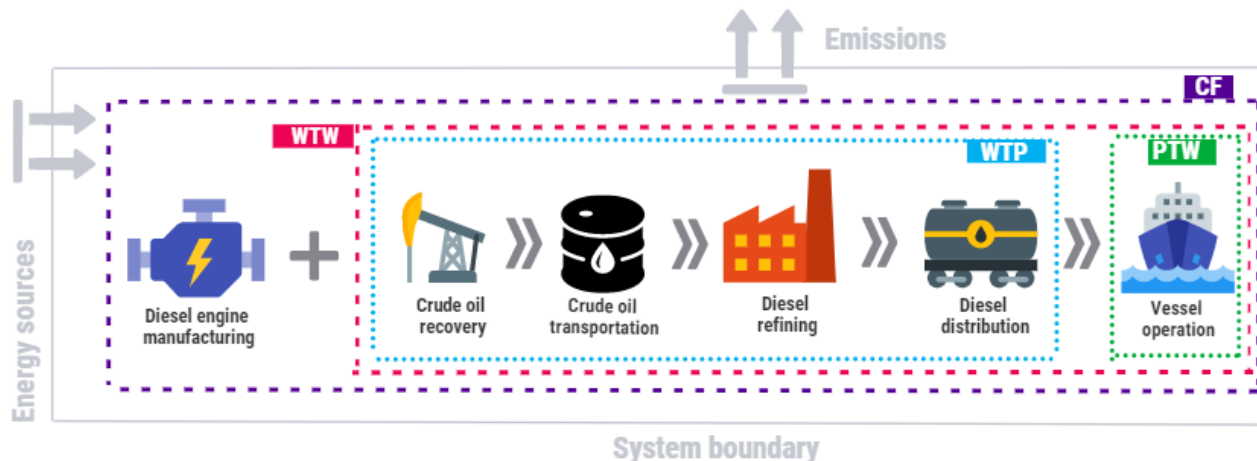 Emissions
CF
WTW
WTP
PTW
Energy sources
Diesel engine
manufacturing
Crude oil
recovery
Crude oil
transportation
Diesel
refining
Diesel
distribution
Vessel
operation
System boundary